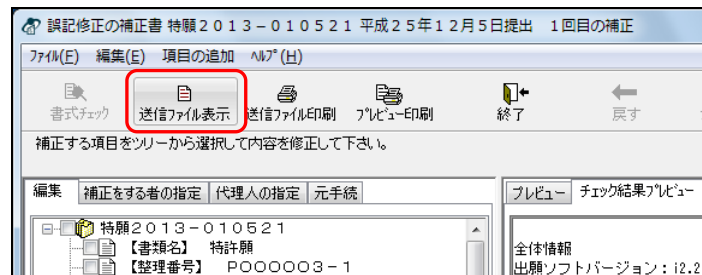 誤記修正の補正書 特願２０１３－０１０５２１ 平成２５年１２月５日提出 1回目の補正
ﾌｧｲﾙ(F) 編集(E) 項目の追加 ﾍﾙﾌﾟ(H)
書式ﾁｪｯｸ 送信ﾌｧｲﾙ表示 送信ﾌｧｲﾙ印刷 ﾌﾟﾚﾋﾞｭｰ印刷 終了 戻す
補正する項目をﾂﾘｰから選択して内容を修正して下さい。
編集 補正をする者の指定 代理人の指定 元手続 プレビュー チェック結果ﾌﾟﾚﾋﾞｭｰ
特願２０１３－０１０５２１
【書類名】 特許願 全体情報
【整理番号】 Ｐ０００００３－１ 出願ソフトバージョン：i2.2